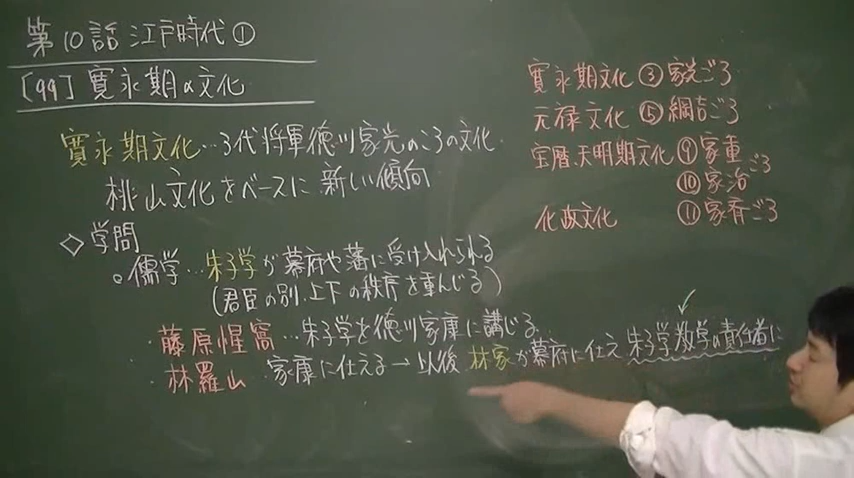 第10話 江戸時代①
[99] 寛永期の文化
寛永期文化…3代将軍徳川家光のころの文化
桃山文化をベースに新しい傾向
◇学問
。儒学…朱子学が幕府や藩に受け入れられる
(君臣の別、上下の秩序を重んじる)
・藤原惺窩…朱子学を徳川家康に講じる
・林羅山 家康に仕える→以後 林家が幕府に仕え 朱子学教学の責任者に
寛永期文化 ③家光ごろ
元禄文化 ⑤綱吉ごろ
宝暦・天明期文化 ⑨家重
⑩家治 ごろ
化政文化 ⑪家斉ごろ